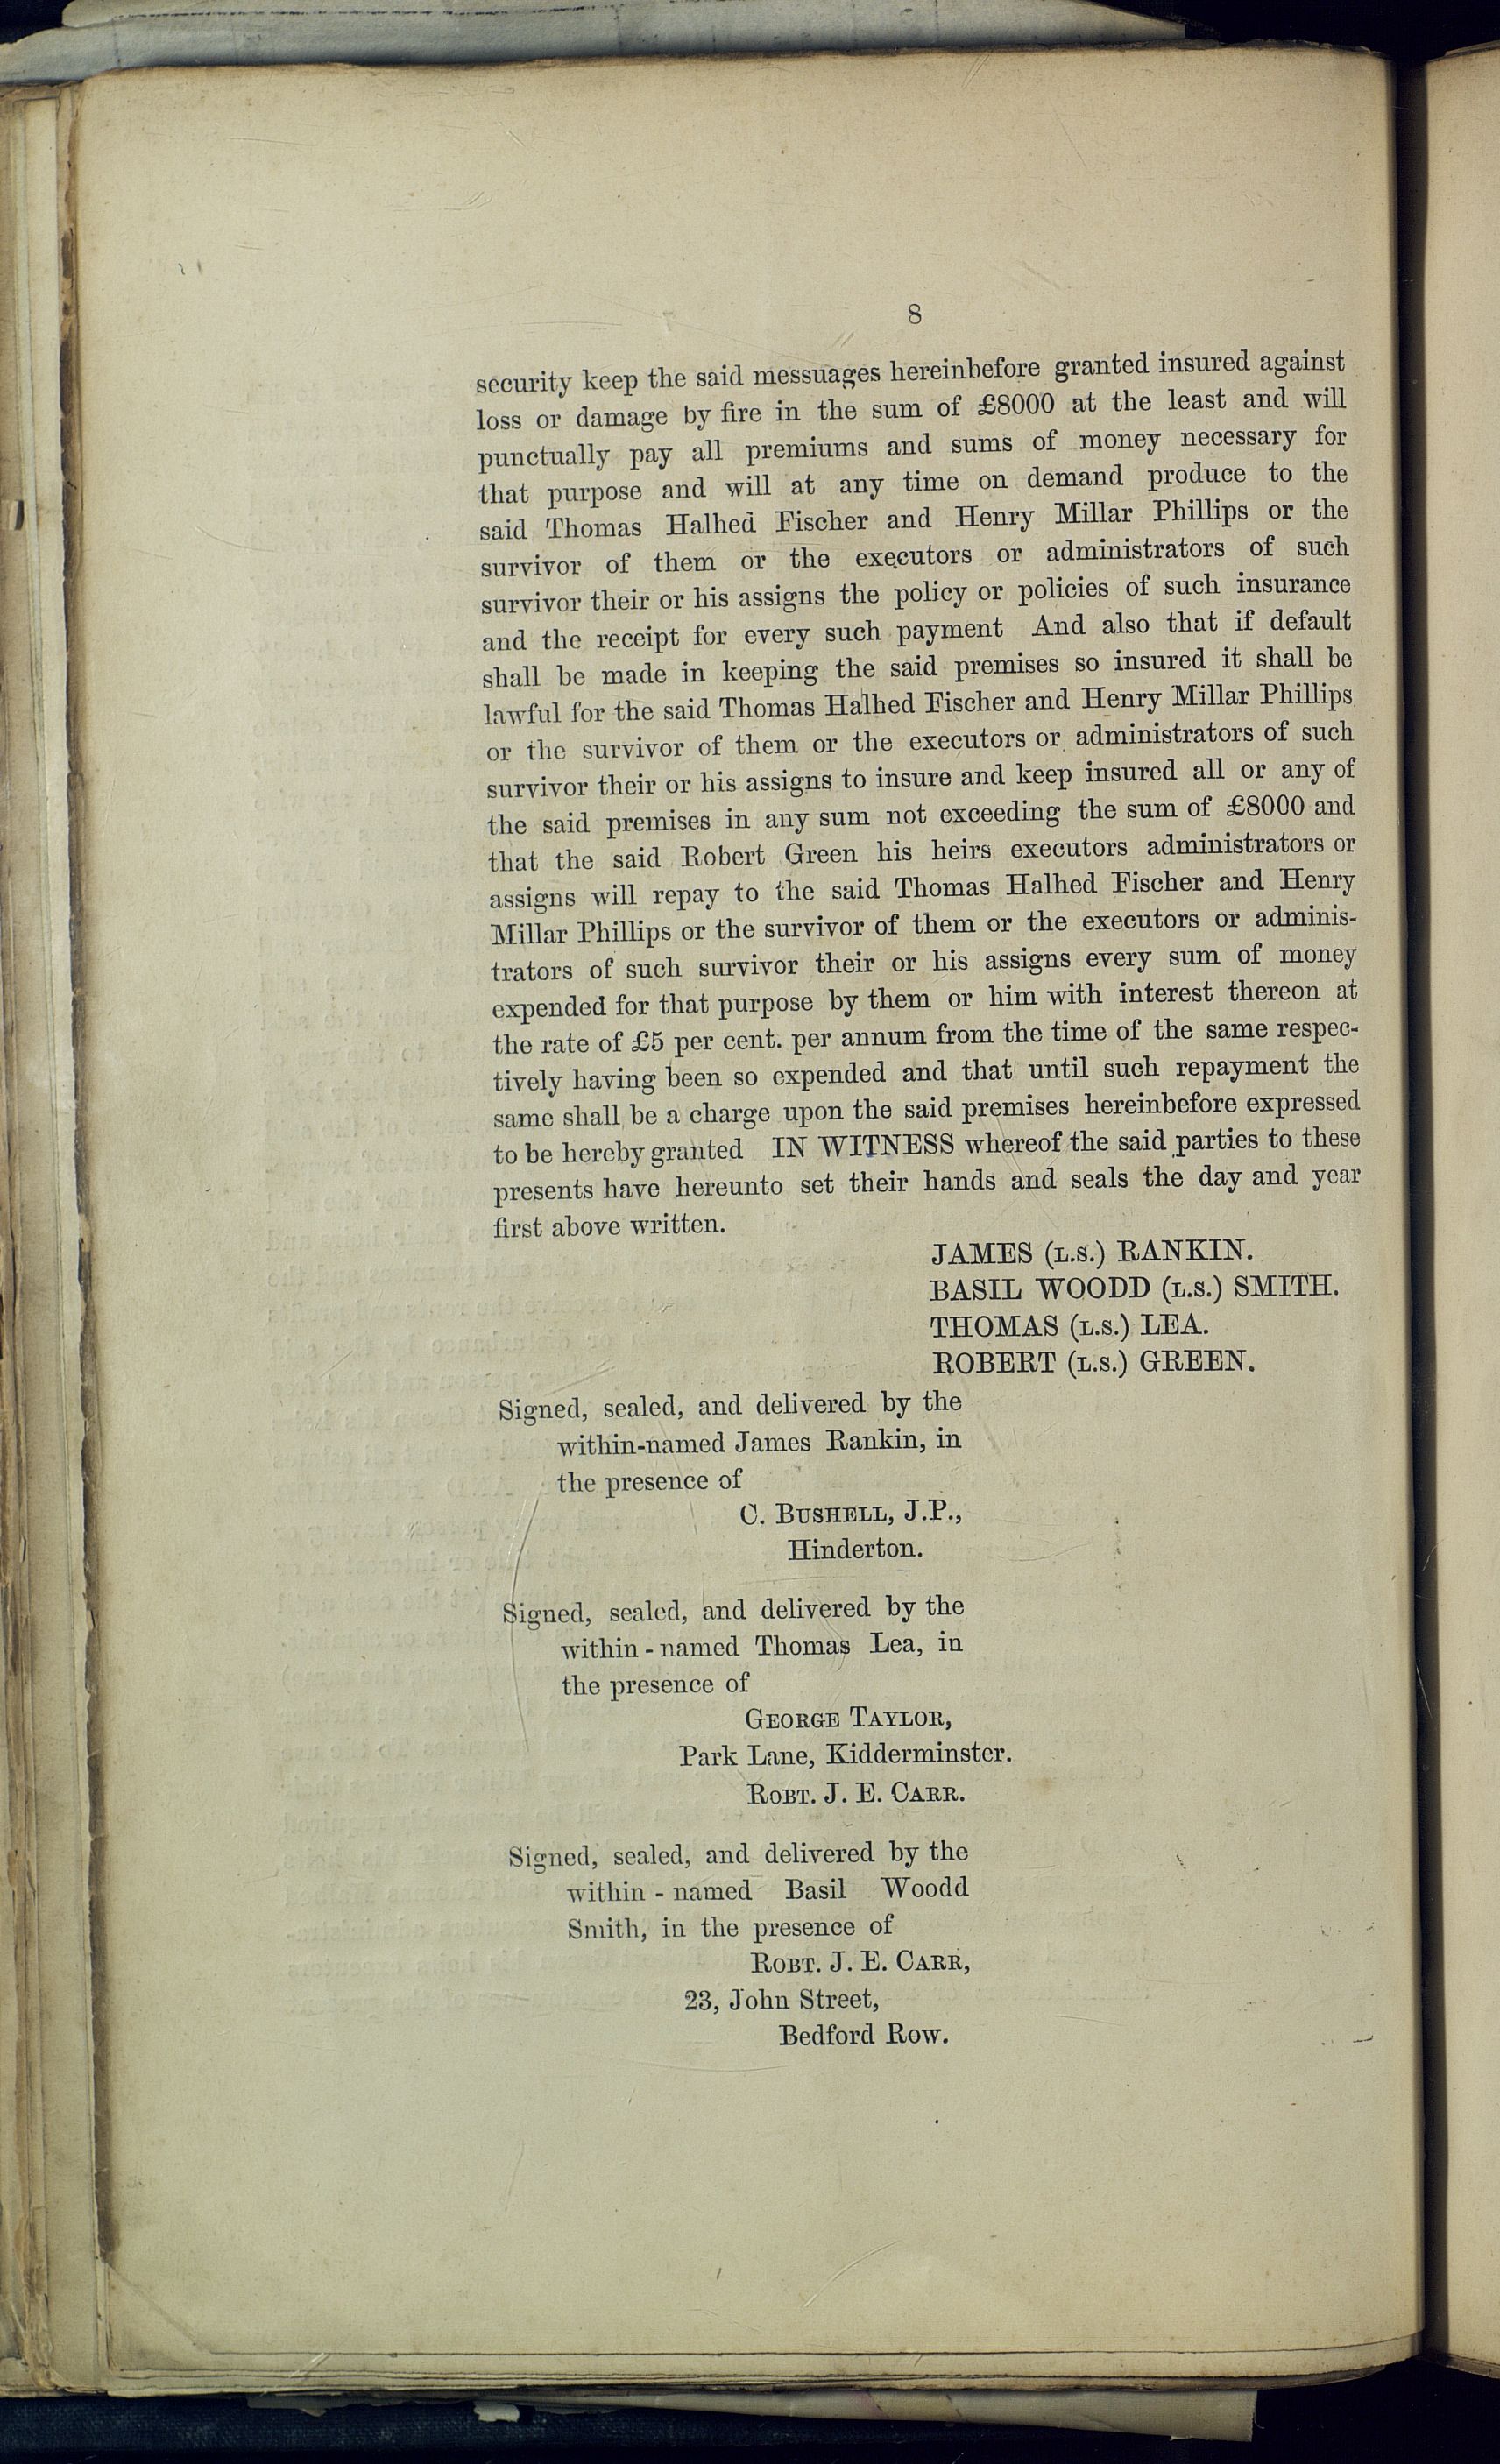 8
security keep the said messuages hereinbefore granted insured against
loss or damage by fire in the sum of £8000 at the least and will
punctually pay all premiums and sums of money necessary for
that purpose and will at any time on demand produce to the
said Thomas Halhed Fischer and Henry Millar Phillips or the
survivor of them or the executors or administrators of such
survivor their or his assigns the policy or policies of such insurance
and the receipt for every such payment And also that if default
shall be made in keeping the said premises so insured it shall be
lawful for the said Thomas Halhed Fischer and Henry Millar Phillips
or the survivor of them or the executors or administrators of such
survivor their or his assigns to insure and keep insured all or any of
the said premises in any sum not exceeding the sum of £8000 and
that the said Robert Green his heirs executors administrators or
assigns will repay to the said Thomas Halhed Fischer and Henry
Millar Phillips or the survivor of them or the executors or adminis-
trators of such survivor their or his assigns every sum of money
expended for that purpose by them or him with interest thereon at
the rate of £5 per cent. per annum from the time of the same respec-
tively having been so expended and that until such repayment the
same shall be a charge upon the said premises hereinbefore expressed
to be hereby granted IN WITNESS whereof the said parties to these
presents have hereunto set their hands and seals the day and year
first above written.
JAMES (L.S.) RANKIN.
BASIL WOODD (L.S.) SMITH.
THOMAS (L.S.) LEA.
ROBERT (L.S.) GREEN.
Signed, sealed, and delivered by the
within-named James Rankin, in
the presence of
C. BUSHELL, J.P.,
Hinderton.
Signed, sealed, and delivered by the
within-named Thomas Lea, in
the presence of
GEORGE TAYLOR,
Park Lane, Kidderminster.
ROBT. J. E. CARR.
Signed, sealed, and delivered by the
within-named Basil Woodd
Smith, in the presence of
ROBT. J. E. CARR,
23, John Street,
Bedford Row.